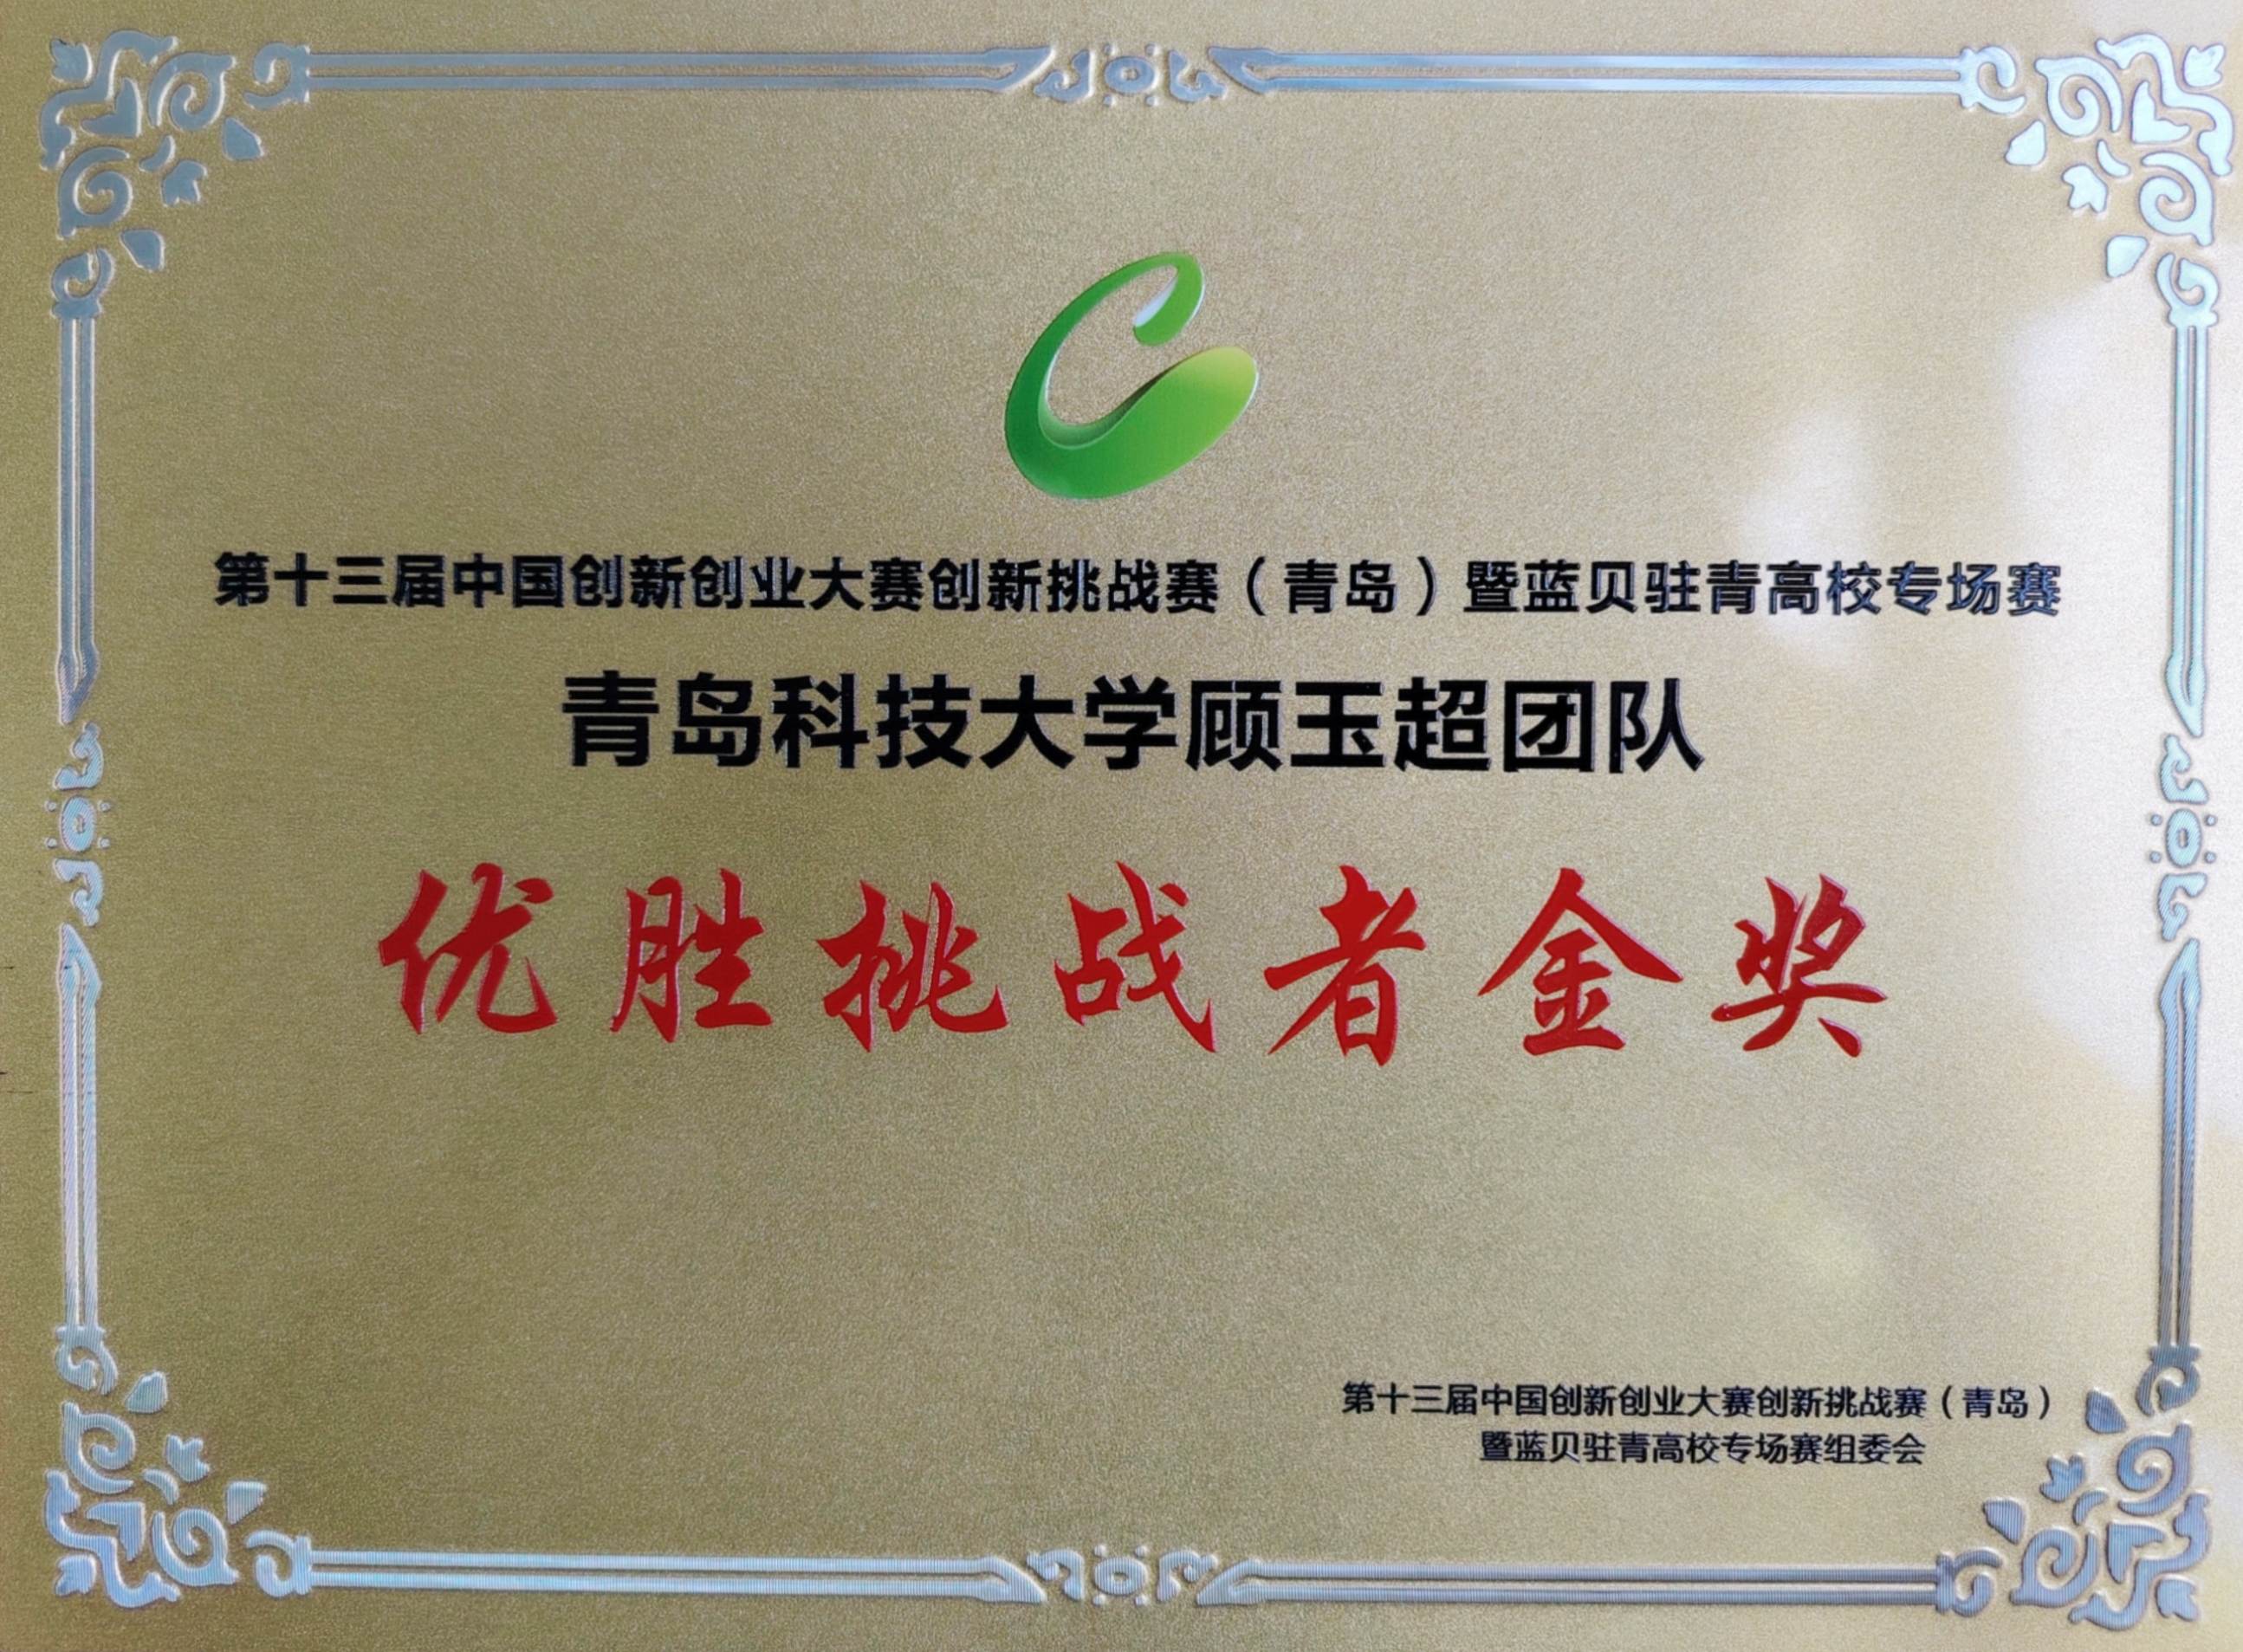 第十三届中国创新创业大赛创新挑战赛（青岛）暨蓝贝驻青高校专场赛
青岛科技大学顾玉超团队
优胜挑战者金奖
第十三届中国创新创业大赛创新挑战赛（青岛）
暨蓝贝驻青高校专场赛组委会